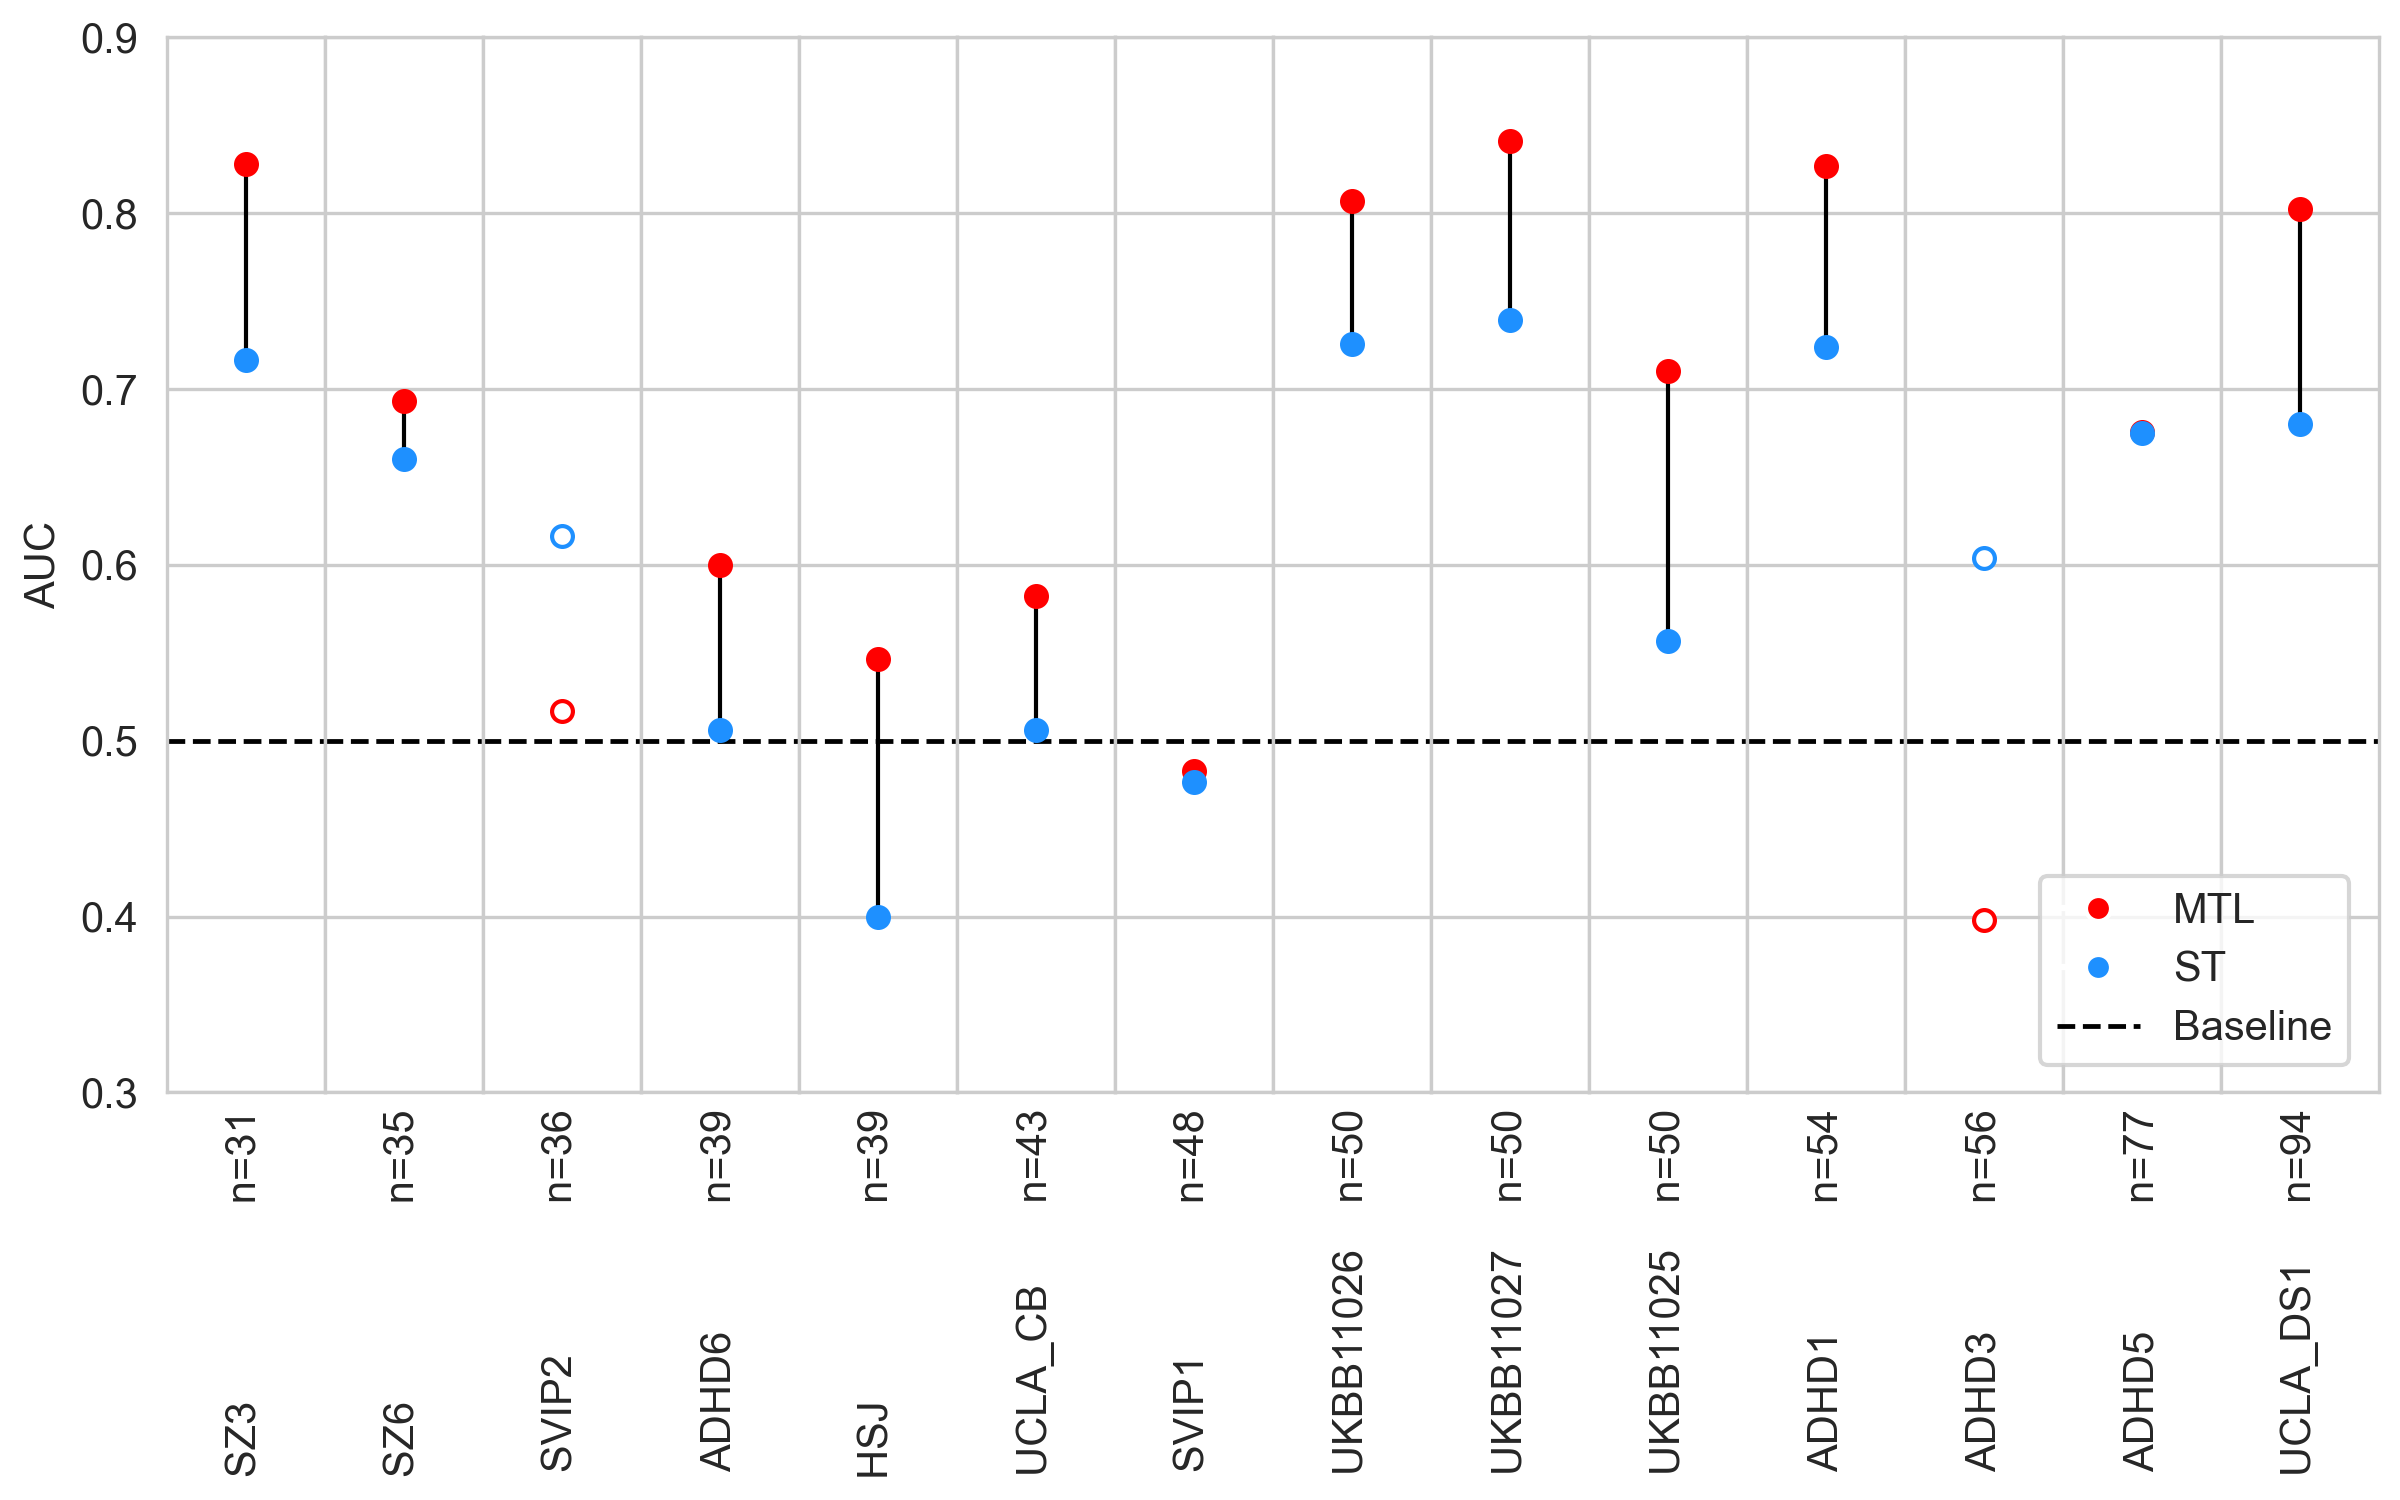 0.9
0.8
0.7
0.6
0.5
0.4
0.3
AUC
MTL
ST
Baseline
n=31
n=35
n=36
n=39
n=39
n=43
n=48
n=50
n=50
n=50
n=54
n=56
n=77
n=94
SZ3
SZ6
SVIP2
ADHD6
HSJ
UCLA_CB
SVIP1
UKBB11026
UKBB11027
UKBB11025
ADHD1
ADHD3
ADHD5
UCLA_DS1